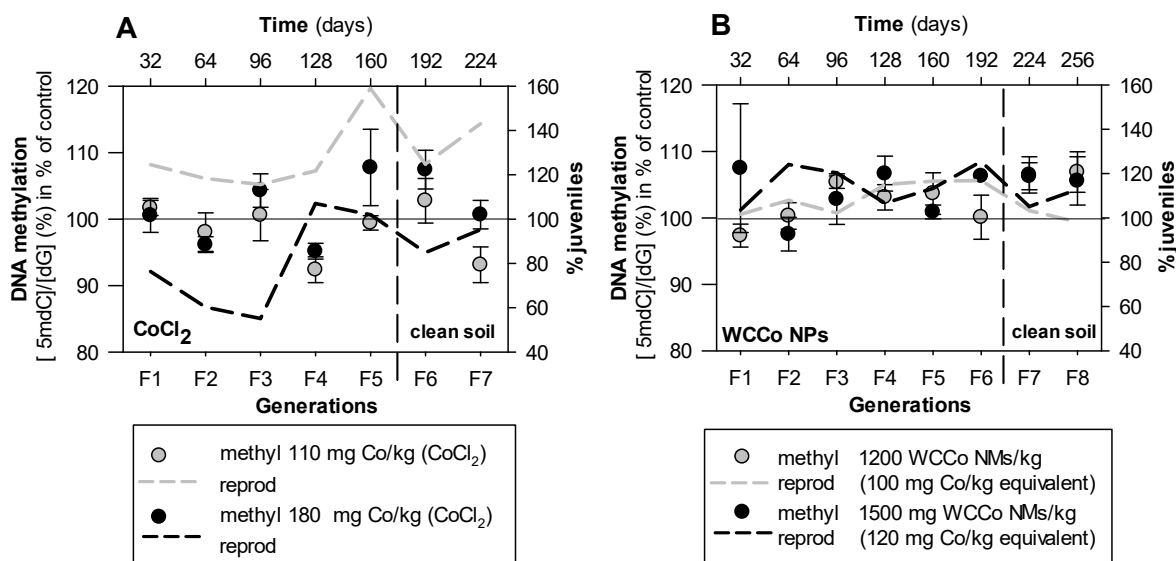 A
Time (days)
32 64 96 128 160 192 224
DNA methylation
[ 5mdC]/[dG] (%) in % of control
120
110
100
90
80
160
140
120
100
80
60
40
% juveniles
CoCl2
clean soil
F1 F2 F3 F4 F5 F6 F7
Generations
methyl 110 mg Co/kg (CoCl2)
reprod
methyl 180 mg Co/kg (CoCl2)
reprod
B
Time (days)
32 64 96 128 160 192 224 256
DNA methylation
[ 5mdC]/[dG] (%) in % of control
120
110
100
90
80
160
140
120
100
80
60
40
% juveniles
WCCo NPs
clean soil
F1 F2 F3 F4 F5 F6 F7 F8
Generations
methyl 1200 WCCo NMs/kg
reprod (100 mg Co/kg equivalent)
methyl 1500 mg WCCo NMs/kg
reprod (120 mg Co/kg equivalent)